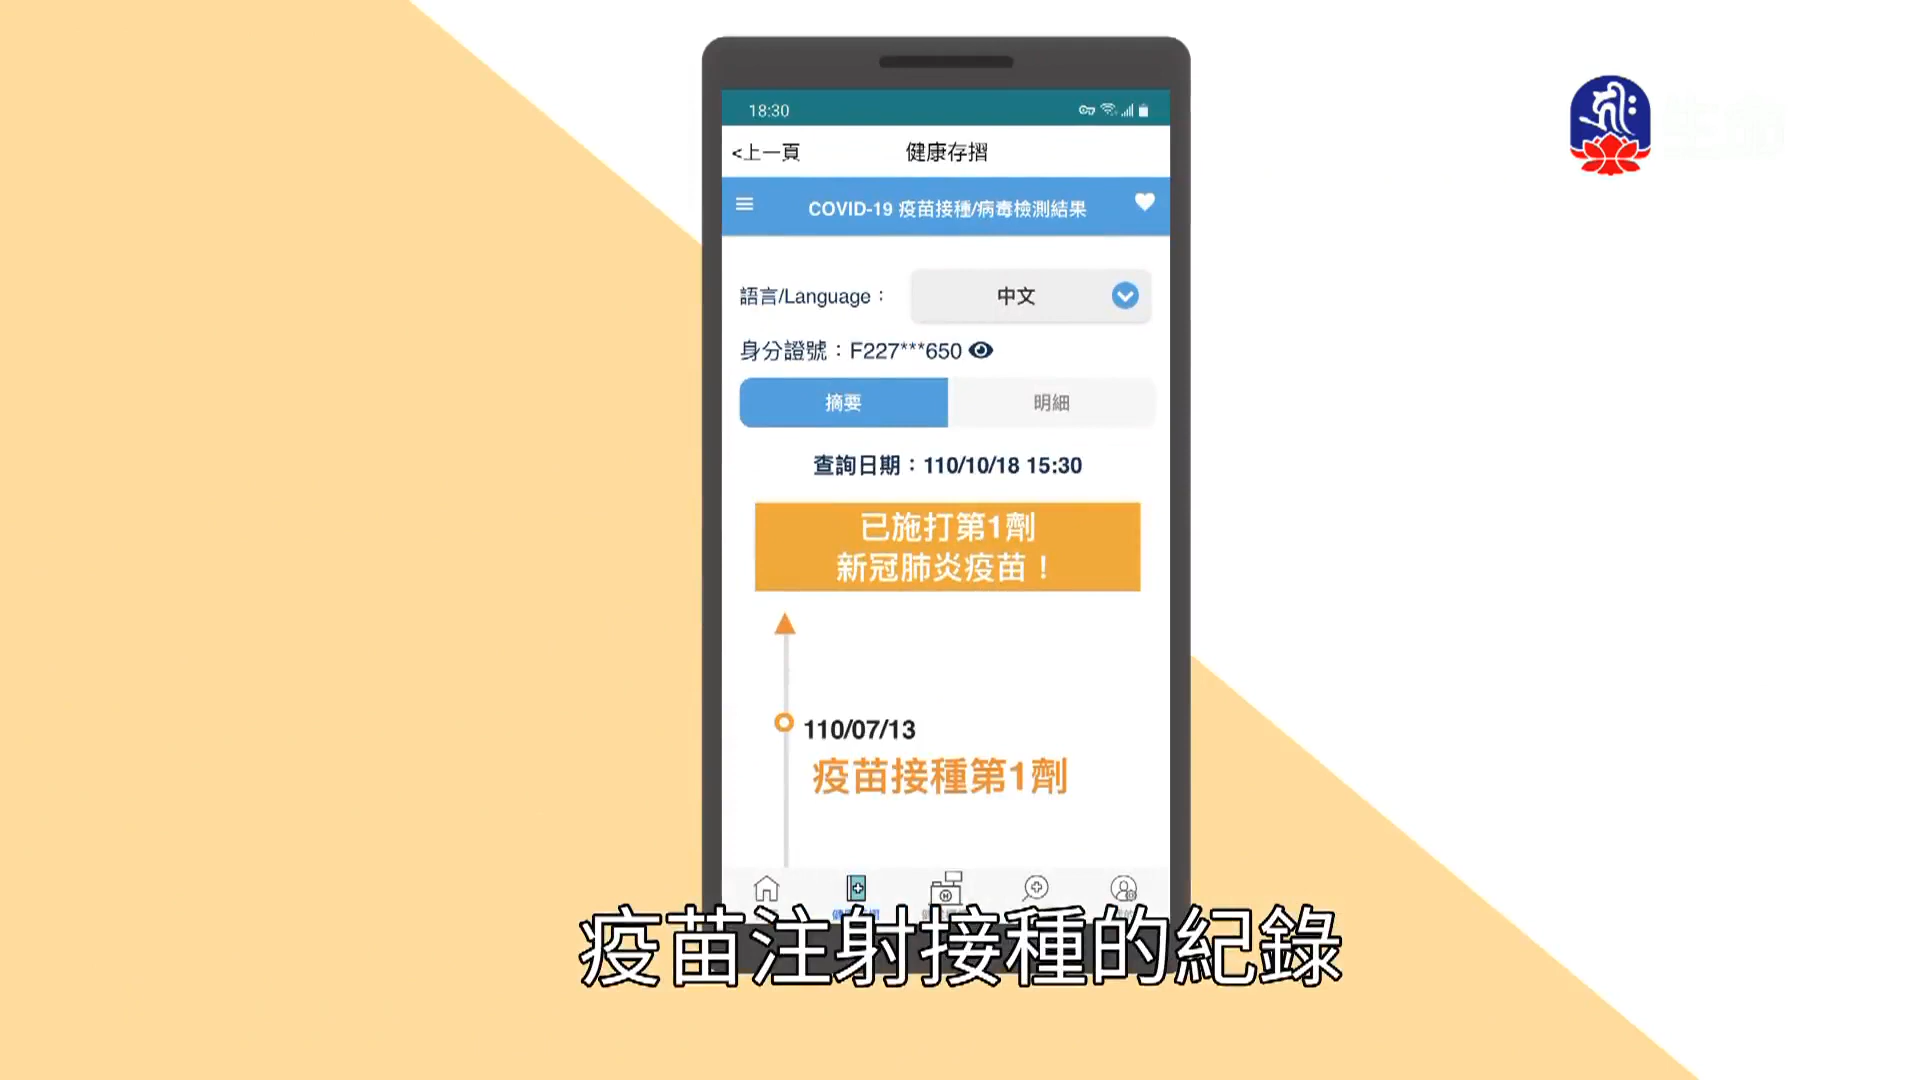 18:30
<上一頁
健康存摺
COVID-19 疫苗接種/病毒檢測結果
語言/Language：
中文
身分證號：F227***650
摘要
明細
查詢日期：110/10/18 15:30
已施打第1劑
新冠肺炎疫苗！
110/07/13
疫苗接種第1劑
疫苗注射接種的紀錄